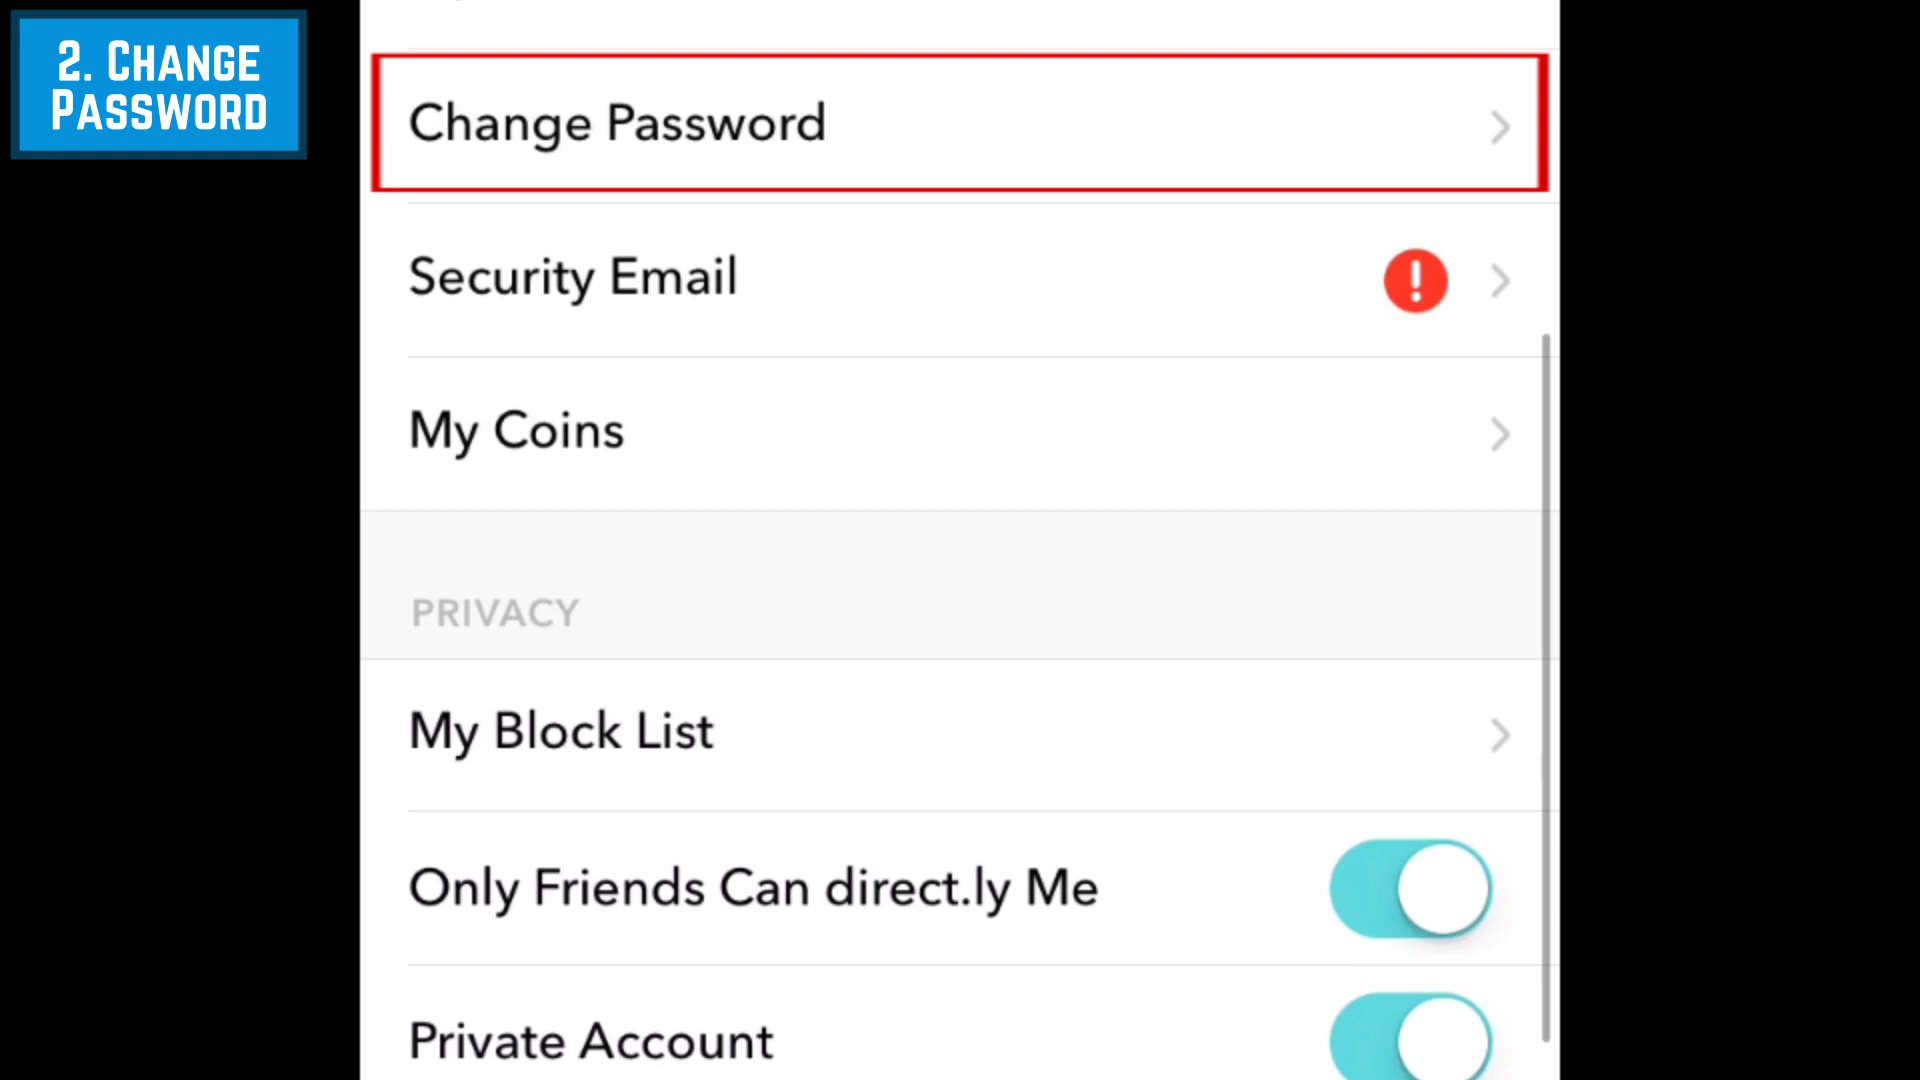 2. CHANGE
PASSWORD
Change Password
Security Email
My Coins
PRIVACY
My Block List
Only Friends Can direct.ly Me
Private Account